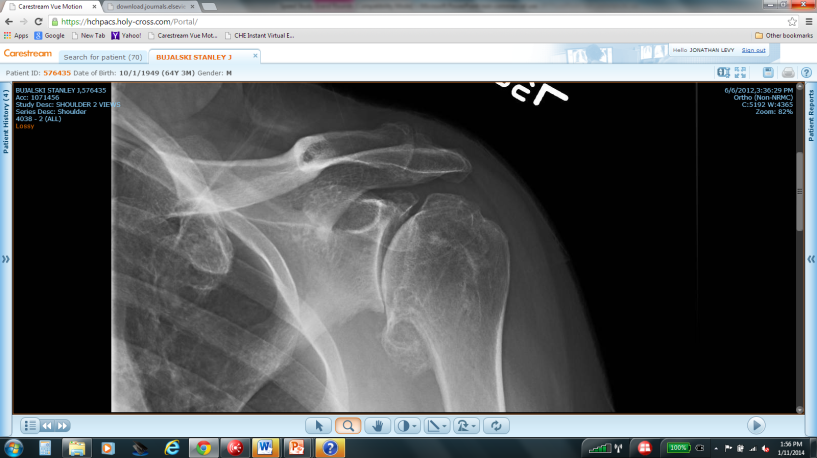 Carestream Vue Motion
download.journals.elsevie
https://hchpacs.holy-cross.com/Portal/
Apps Google New Tab Yahoo! Carestream Vue Mot... CHE Instant Virtual E... Other bookmarks
Carestream
Search for patient (70)
BUJALSKI STANLEY J
Hello JONATHAN LEVY Sign out
Patient ID: 576435 Date of Birth: 10/1/1949 (64Y 3M) Gender: M
Patient History (4)
BUJALSKI STANLEY J,576435
Acc: 1071456
Study Desc: SHOULDER 2 VIEWS
Series Desc: Shoulder
4038 - 2 (ALL)
Lossy
6/6/2012,3:36:29 PM
Ortho (Non-NRMC)
C:5192 W:4365
Zoom: 82%
Patient Reports
L
100%
1:56 PM
1/11/2014